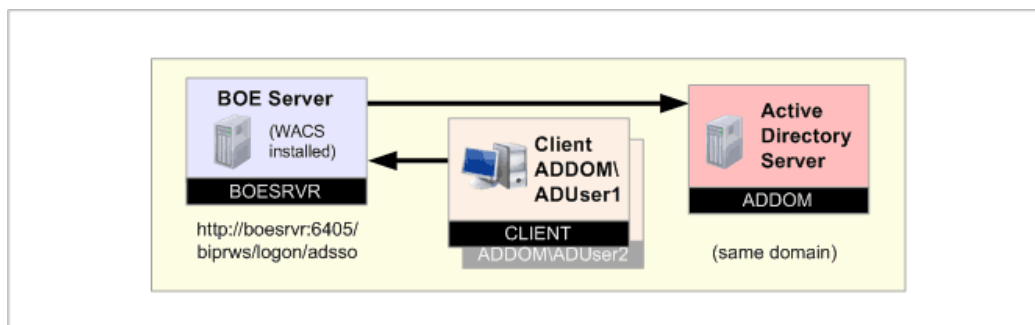 BOE Server
(WACS
installed)
BOESRVR
http://boesrvr:6405/
biprws/logon/adsso
Client
ADDOM\
ADUser1
CLIENT
ADDOM\ADUser2
Active
Directory
Server
ADDOM
(same domain)